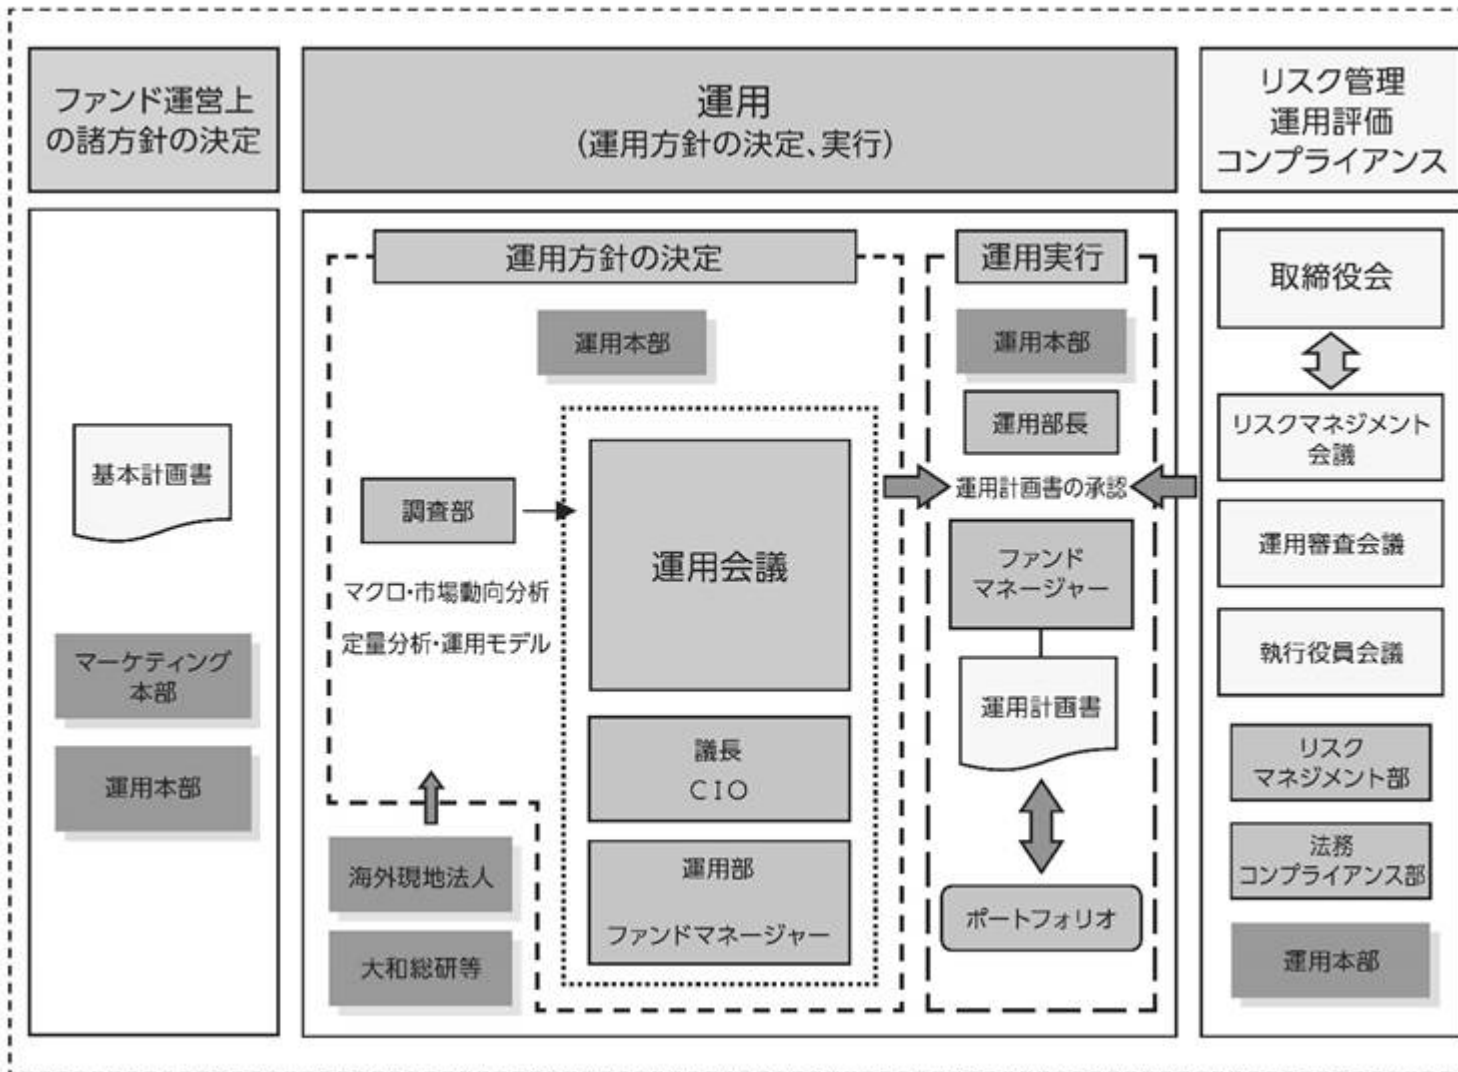 ファンド運営上
の諸方針の決定
運用
(運用方針の決定、実行)
リスク管理
運用評価
コンプライアンス
基本計画書
マーケティング
本部
運用本部
運用方針の決定
運用本部
調査部
マクロ・市場動向分析
定量分析・運用モデル
運用会議
議長
CIO
運用部
ファンドマネージャー
海外現地法人
大和総研等
運用実行
運用本部
運用部長
運用計画書の承認
ファンド
マネージャー
運用計画書
ポートフォリオ
取締役会
リスクマネジメント
会議
運用審査会議
執行役員会議
リスク
マネジメント部
法務
コンプライアンス部
運用本部